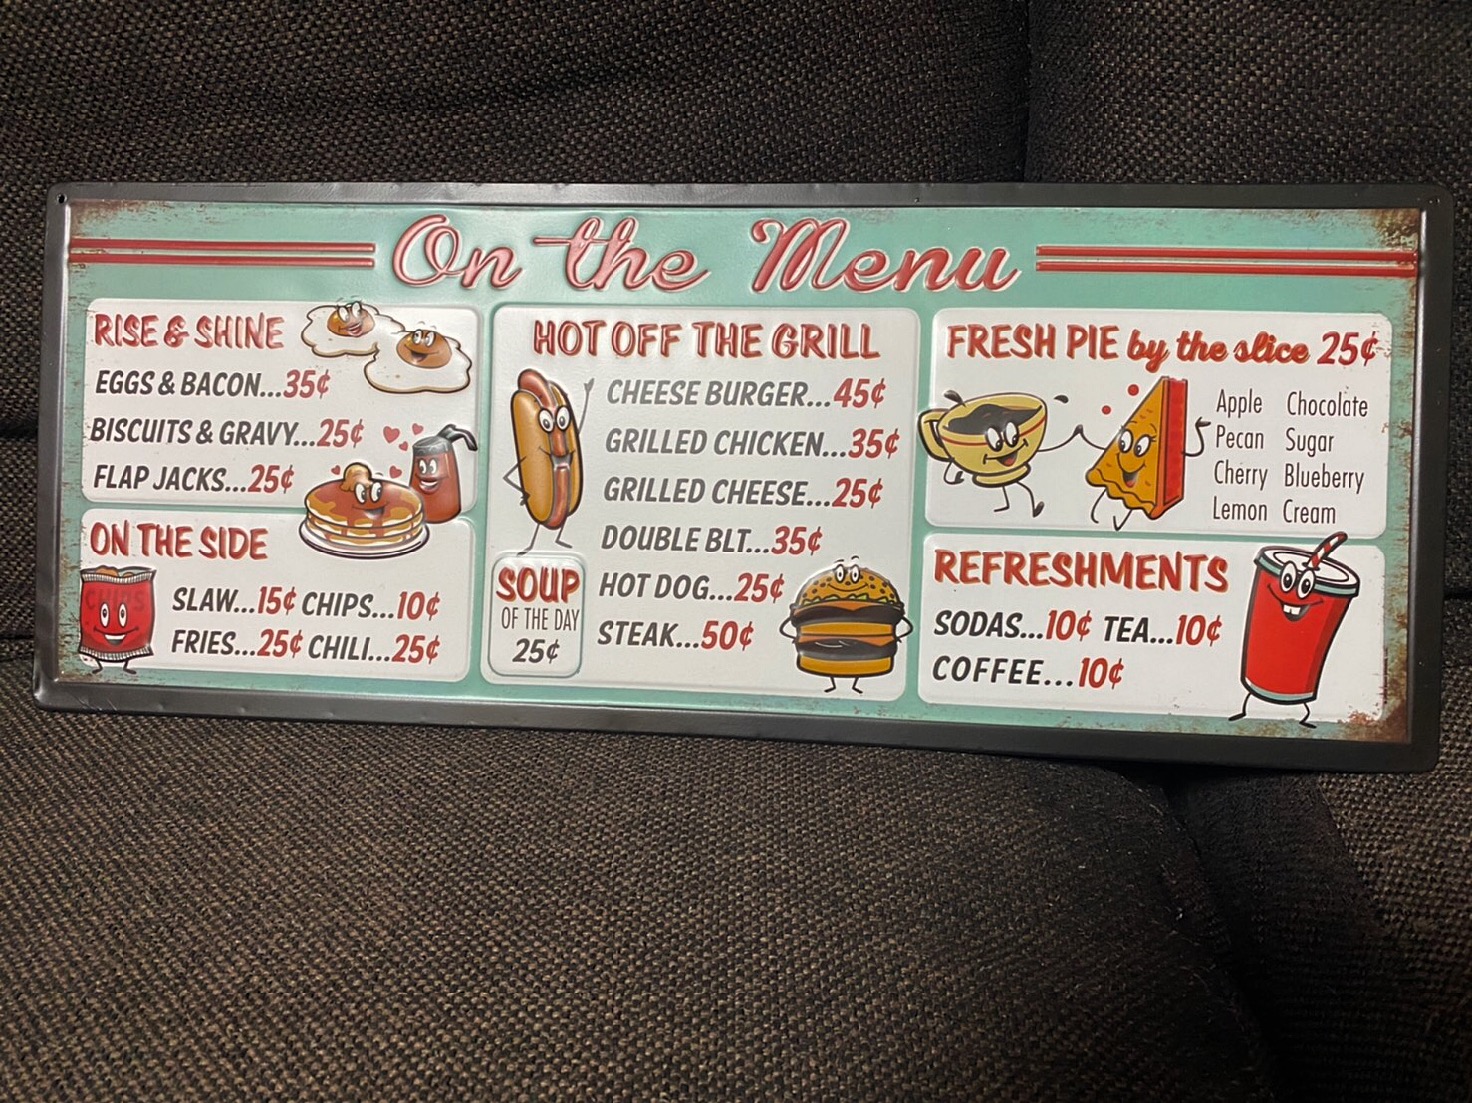 On the Menu
RISE & SHINE
EGGS & BACON...35¢
BISCUITS & GRAVY...25¢
FLAP JACKS...25¢
ON THE SIDE
CHIPS
SLAW...15¢ CHIPS...10¢
FRIES...25¢ CHILI...25¢
HOT OFF THE GRILL
CHEESE BURGER...45¢
GRILLED CHICKEN...35¢
GRILLED CHEESE...25¢
DOUBLE BLT...35¢
HOT DOG...25¢
STEAK...50¢
SOUP
OF THE DAY
25¢
FRESH PIE by the slice 25¢
Apple Chocolate
Pecan Sugar
Cherry Blueberry
Lemon Cream
REFRESHMENTS
SODAS...10¢ TEA...10¢
COFFEE...10¢